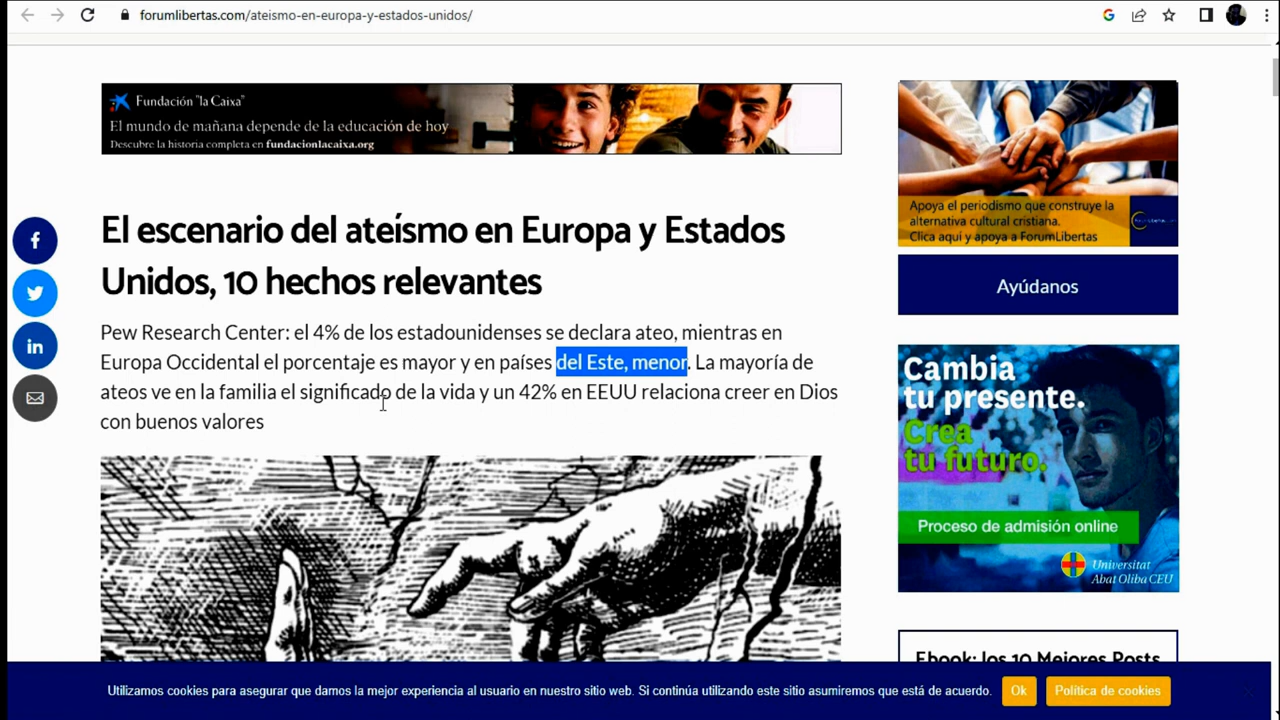 forumlibertas.com/ateismo-en-europa-y-estados-unidos/
Fundación "la Caixa"
El mundo de mañana depende de la educación de hoy
Descubre la historia completa en fundacionlacaixa.org
El escenario del ateísmo en Europa y Estados
Unidos, 10 hechos relevantes
Pew Research Center: el 4% de los estadounidenses se declara ateo, mientras en
Europa Occidental el porcentaje es mayor y en países del Este, menor. La mayoría de
ateos ve en la familia el significado de la vida y un 42% en EEUU relaciona creer en Dios
con buenos valores
Apoya el periodismo que construye la
alternativa cultural cristiana.
Clica aquí y apoya a ForumLibertas
Ayúdanos
Cambia
tu presente.
Crea
tu futuro.
Proceso de admisión online
Universitat
Abat Oliba CEU
Ebook: los 10 Mejores Posts
Utilizamos cookies para asegurar que damos la mejor experiencia al usuario en nuestro sitio web. Si continúa utilizando este sitio asumiremos que está de acuerdo.
Ok
Política de cookies